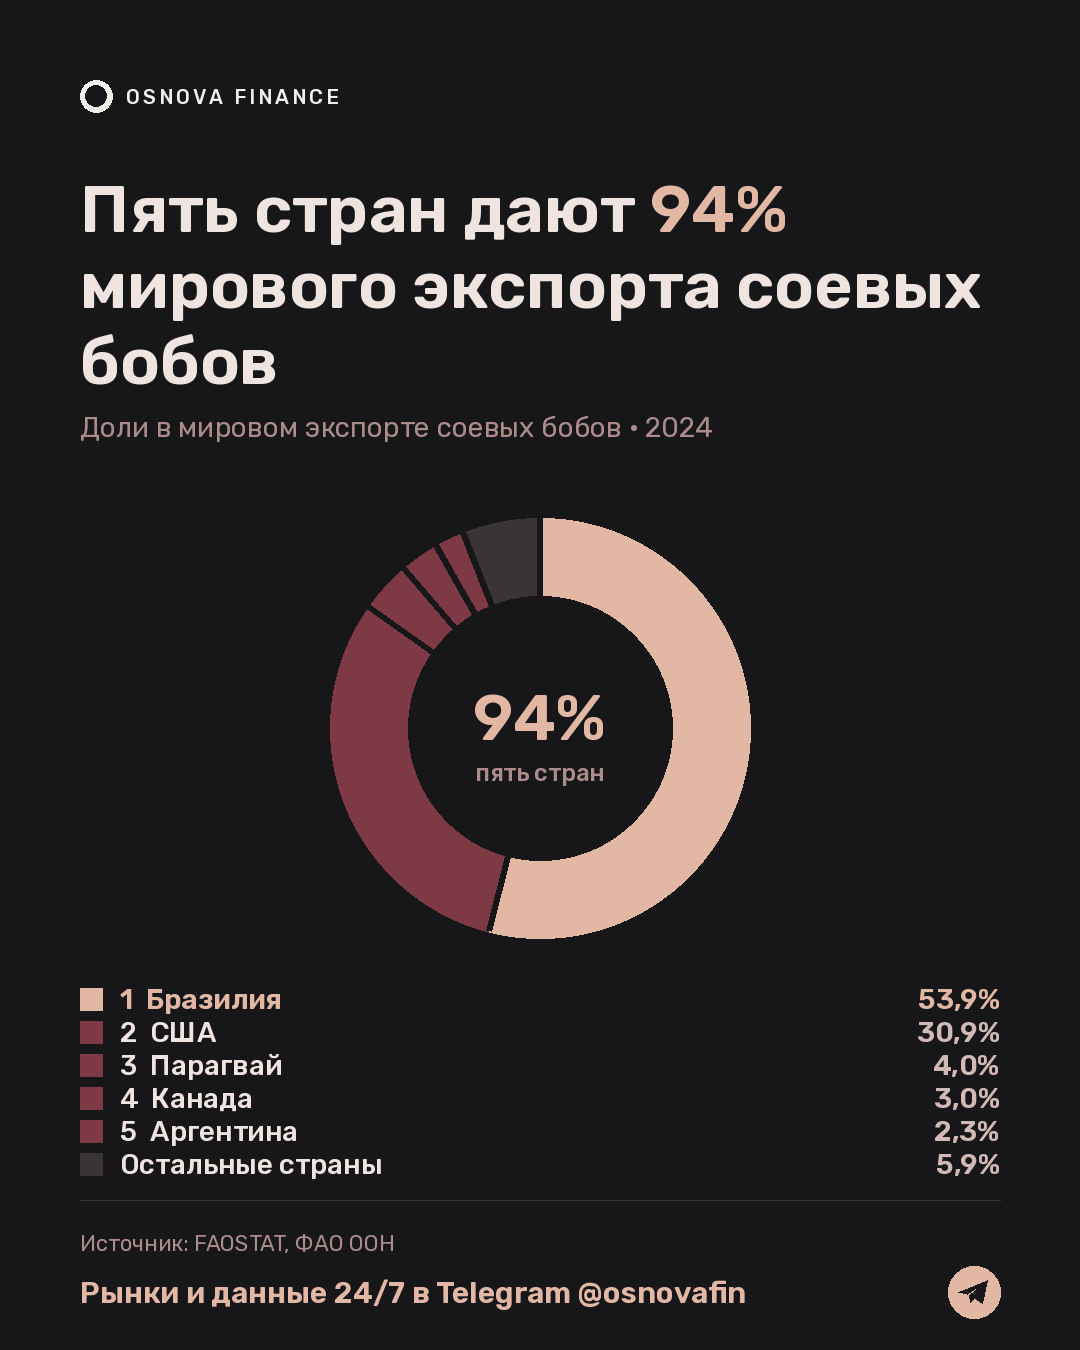 OSNOVA FINANCE
Пять стран дают 94%
мирового экспорта соевых
бобов
Доли в мировом экспорте соевых бобов • 2024
94%
пять стран
1 Бразилия 53,9%
2 США 30,9%
3 Парагвай 4,0%
4 Канада 3,0%
5 Аргентина 2,3%
Остальные страны 5,9%
Источник: FAOSTAT, ФАО ООН
Рынки и данные 24/7 в Telegram @osnovafin